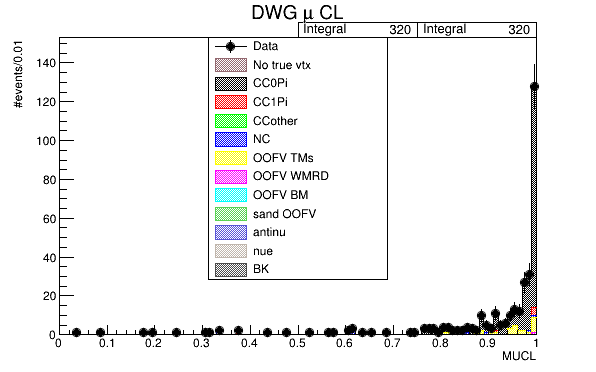 DWG μ CL
Integral 320 Integral 320
#events/0.01
Data
No true vtx
CC0Pi
CC1Pi
CCother
NC
OOFV TMs
OOFV WMRD
OOFV BM
sand OOFV
antinu
nue
BK
140
120
100
80
60
40
20
0
0 0.1 0.2 0.3 0.4 0.5 0.6 0.7 0.8 0.9 1
MUCL